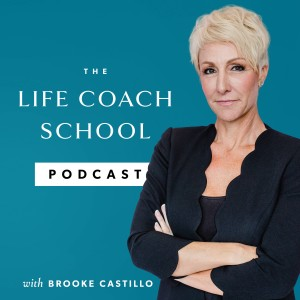 THE
LIFE COACH
SCHOOL
PODCAST
with BROOKE CASTILLO